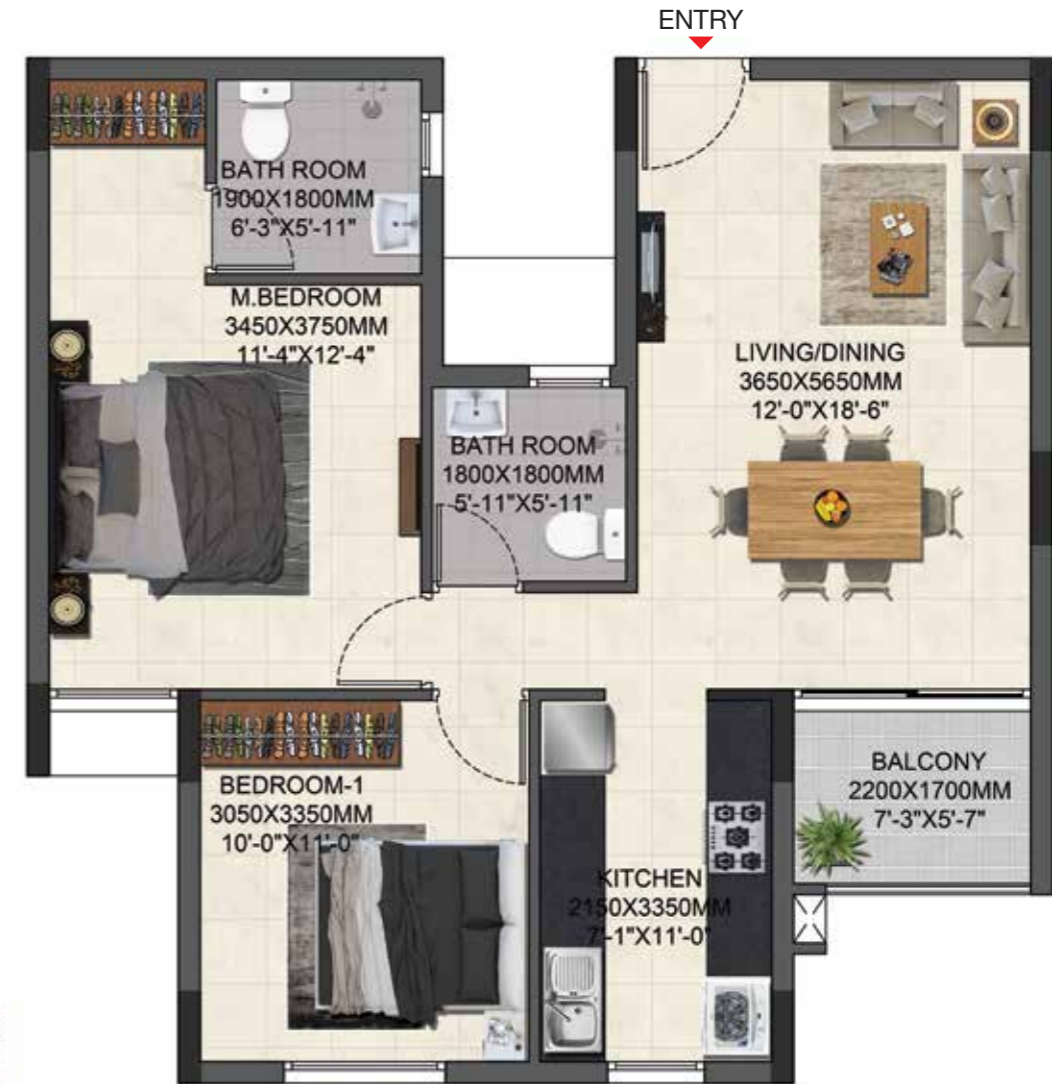 ENTRY
BATH ROOM
1900X1800MM
6'-3"X5'-11"
M.BEDROOM
3450X3750MM
11'-4"X12'-4"
LIVING/DINING
3650X5650MM
12'-0"X18'-6"
BATH ROOM
1800X1800MM
5'-11"X5'-11"
BEDROOM-1
3050X3350MM
10'-0"X11'-0"
BALCONY
2200X1700MM
7'-3"X5'-7"
KITCHEN
2150X3350MM
7'-1"X11'-0"